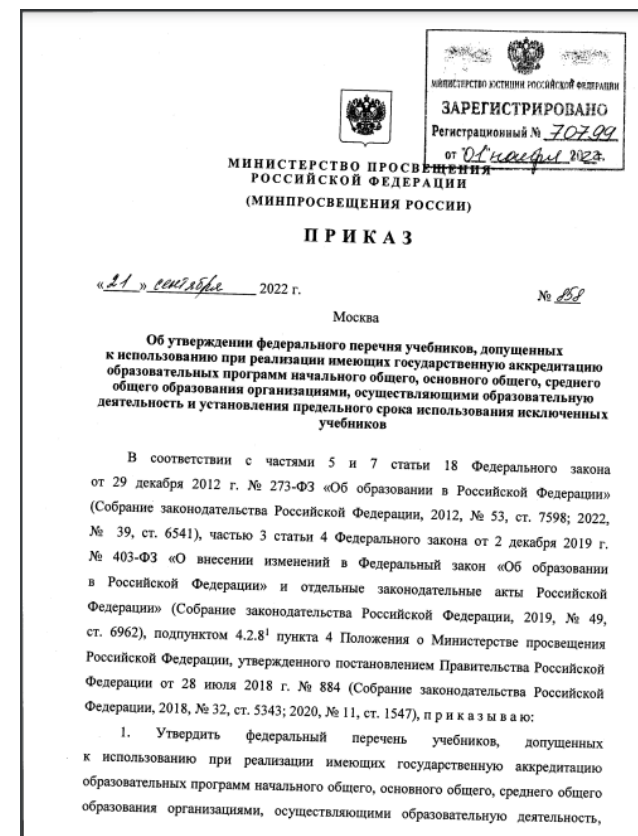 МИНИСТЕРСТВО ЮСТИЦИИ РОССИЙСКОЙ ФЕДЕРАЦИИ
ЗАРЕГИСТРИРОВАНО
Регистрационный № 70799
от "01" ноября 2022.
МИНИСТЕРСТВО ПРОСВЕЩЕНИЯ
РОССИЙСКОЙ ФЕДЕРАЦИИ
(МИНПРОСВЕЩЕНИЯ РОССИИ)
ПРИКАЗ
«21» сентября 2022 г.
№ 858
Москва
Об утверждении федерального перечня учебников, допущенных
к использованию при реализации имеющих государственную аккредитацию
образовательных программ начального общего, основного общего, среднего
общего образования организациями, осуществляющими образовательную
деятельность и установления предельного срока использования исключенных
учебников
В соответствии с частями 5 и 7 статьи 18 Федерального закона
от 29 декабря 2012 г. № 273-ФЗ «Об образовании в Российской Федерации»
(Собрание законодательства Российской Федерации, 2012, № 53, ст. 7598; 2022,
№ 39, ст. 6541), частью 3 статьи 4 Федерального закона от 2 декабря 2019 г.
№ 403-ФЗ «О внесении изменений в Федеральный закон «Об образовании
в Российской Федерации» и отдельные законодательные акты Российской
Федерации» (Собрание законодательства Российской Федерации, 2019, № 49,
ст. 6962), подпунктом 4.2.8¹ пункта 4 Положения о Министерстве просвещения
Российской Федерации, утвержденного постановлением Правительства Российской
Федерации от 28 июля 2018 г. № 884 (Собрание законодательства Российской
Федерации, 2018, № 32, ст. 5343; 2020, № 11, ст. 1547), п р и к а з ы в а ю:
1. Утвердить федеральный перечень учебников, допущенных
к использованию при реализации имеющих государственную аккредитацию
образовательных программ начального общего, основного общего, среднего общего
образования организациями, осуществляющими образовательную деятельность,